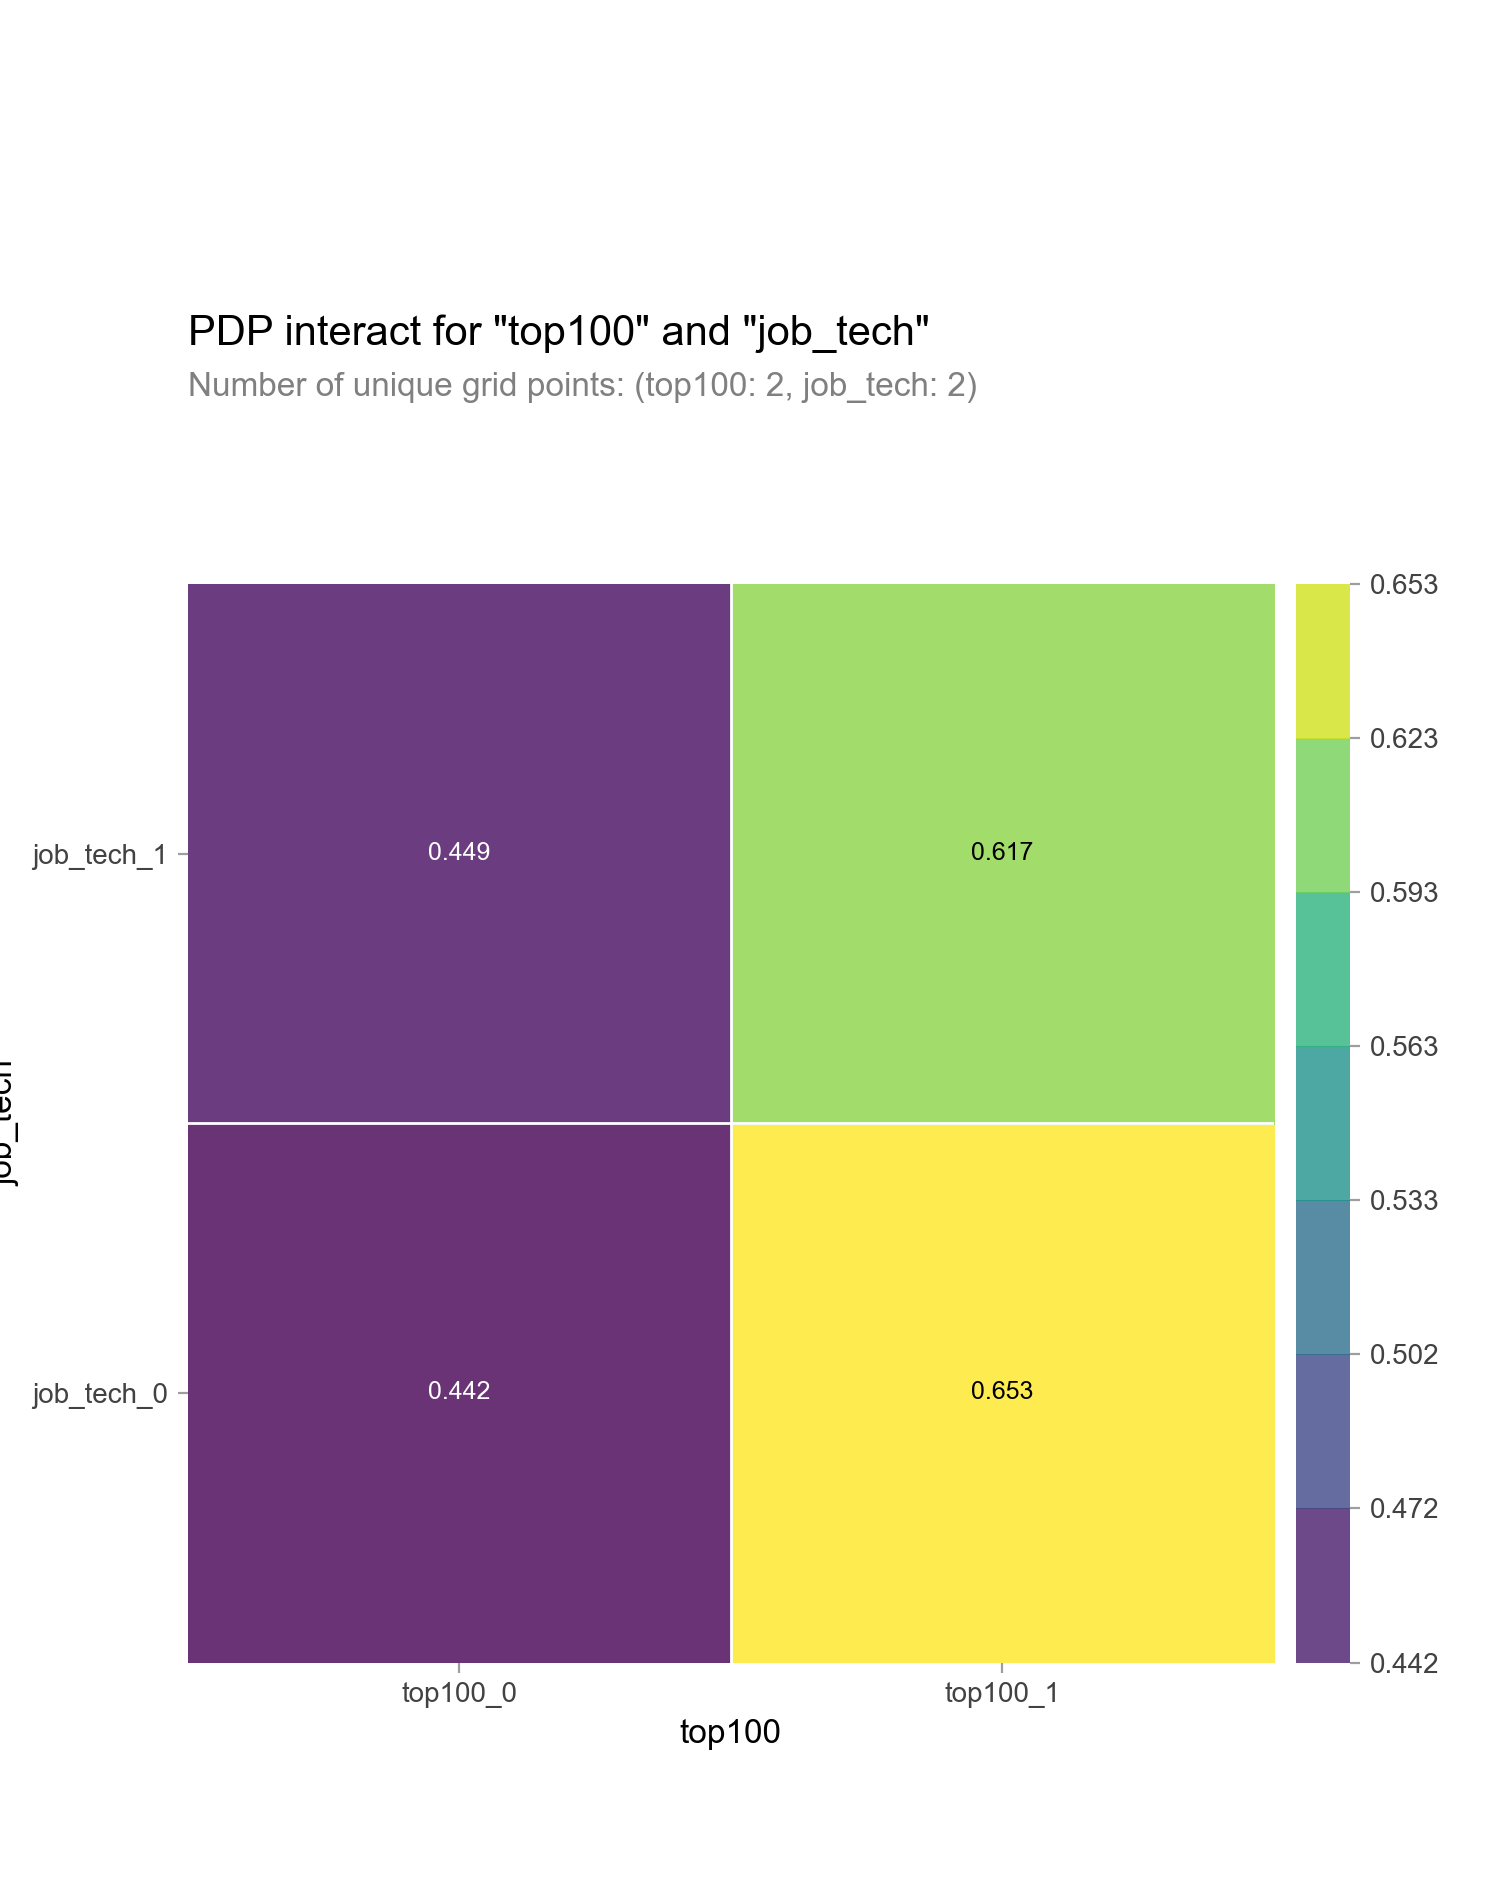 PDP interact for "top100" and "job_tech"
Number of unique grid points: (top100: 2, job_tech: 2)
0.653
0.623
job_tech_1
0.449
0.617
0.593
0.563
job_tech
0.533
0.502
job_tech_0
0.442
0.653
0.472
0.442
top100_0
top100_1
top100